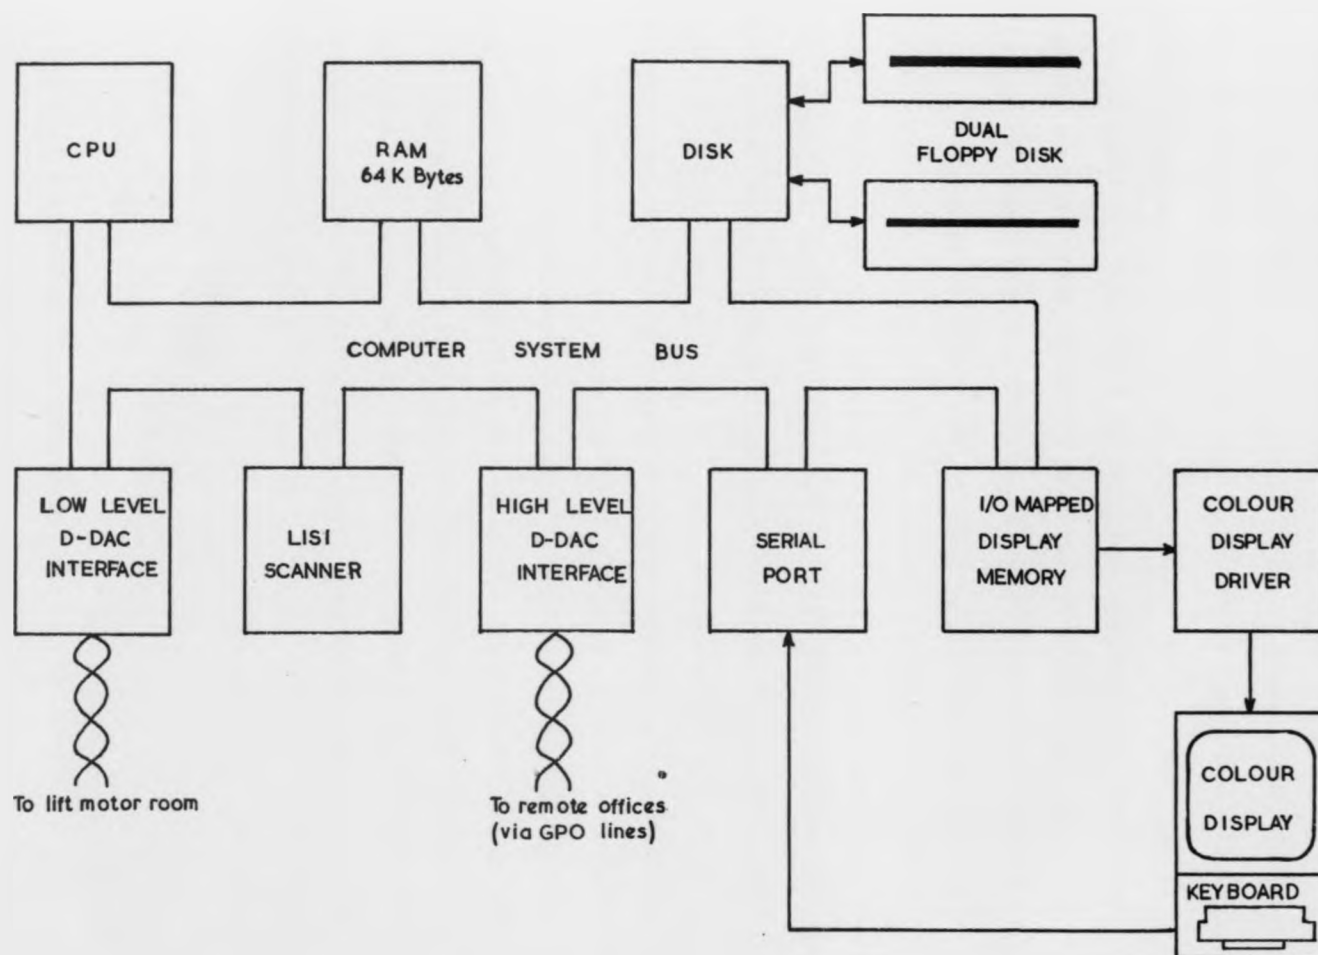 CPU
RAM
64 K Bytes
DISK
DUAL
FLOPPY DISK
COMPUTER SYSTEM BUS
LOW LEVEL
D-DAC
INTERFACE
LISI
SCANNER
HIGH LEVEL
D-DAC
INTERFACE
SERIAL
PORT
I/O MAPPED
DISPLAY
MEMORY
COLOUR
DISPLAY
DRIVER
To lift motor room
To remote offices
(via GPO lines)
COLOUR
DISPLAY
KEYBOARD